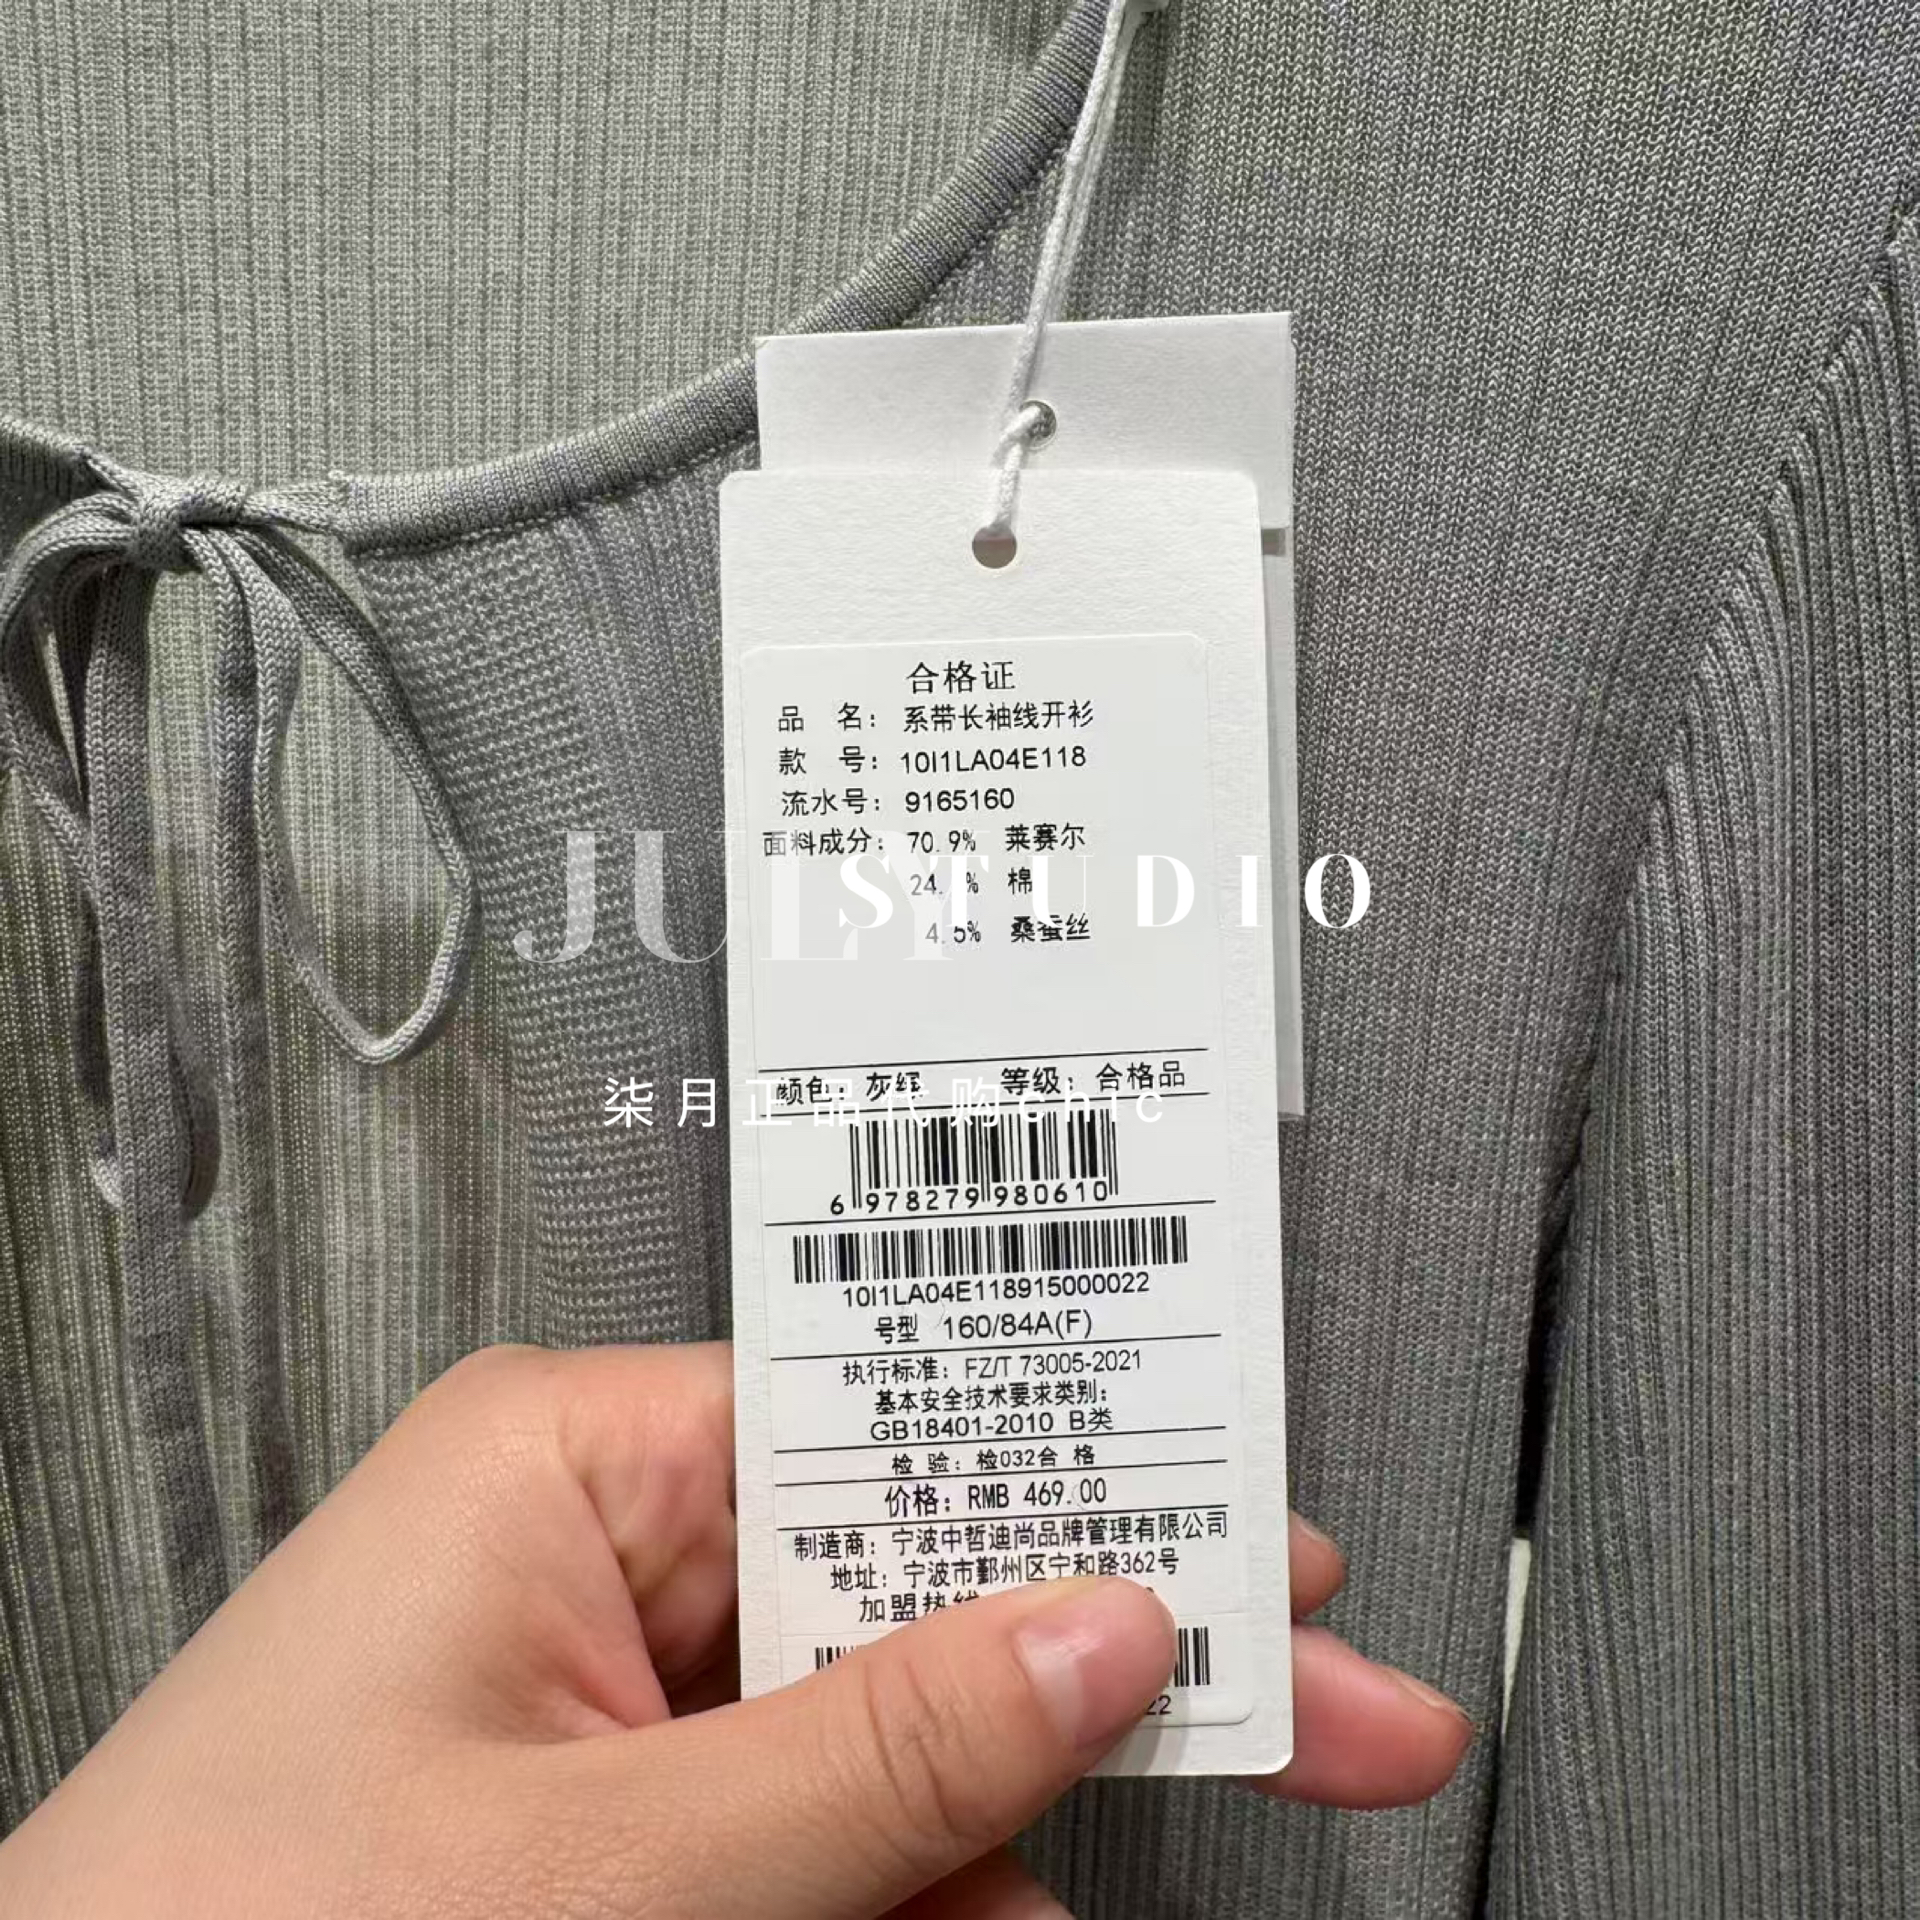 合格证
品 名：系带长袖线开衫
款 号：10I1LA04E118
流水号：9165160
面料成分：70.9% 莱赛尔
24. % 棉
4.5% 桑蚕丝
JULY
STUDIO
颜色：灰 等级：合格品
柒月正品代购chic
6 978279 980610
10I1LA04E118915000022
号型 160/84A(F)
执行标准：FZ/T 73005-2021
基本安全技术要求类别：
GB18401-2010 B类
检 验：检032合 格
价格：RMB 469.00
制造商：宁波中哲迪尚品牌管理有限公司
地址：宁波市鄞州区宁和路362号
加盟热线
22